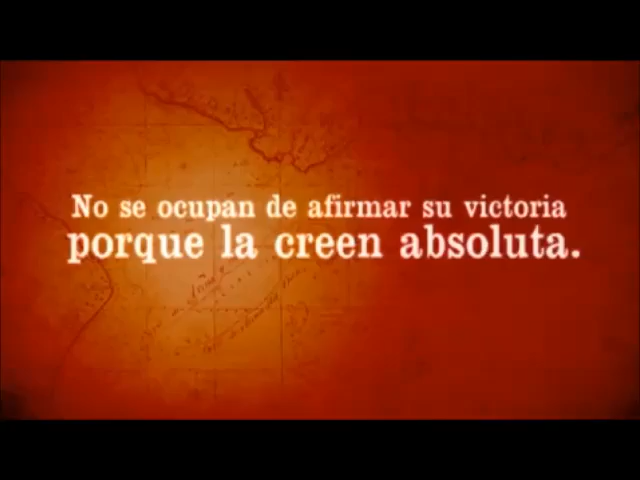 No se ocupan de afirmar su victoria
porque la creen absoluta.